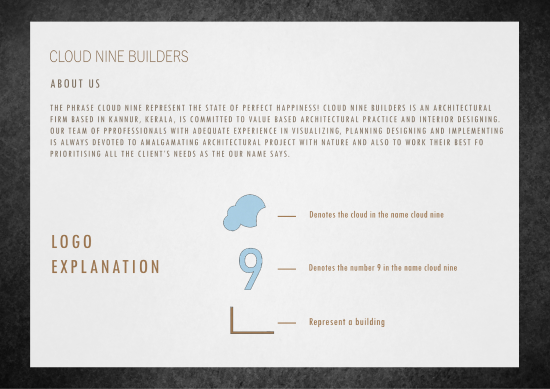 CLOUD NINE BUILDERS
ABOUT US
THE PHRASE CLOUD NINE REPRESENT THE STATE OF PERFECT HAPPINESS! CLOUD NINE BUILDERS IS AN ARCHITECTURAL
FIRM BASED IN KANNUR, KERALA, IS COMMITTED TO VALUE BASED ARCHITECTURAL PRACTICE AND INTERIOR DESIGNING.
OUR TEAM OF PPROFESSIONALS WITH ADEQUATE EXPERIENCE IN VISUALIZING, PLANNING DESIGNING AND IMPLEMENTING
IS ALWAYS DEVOTED TO AMALGAMATING ARCHITECTURAL PROJECT WITH NATURE AND ALSO TO WORK THEIR BEST FO
PRIORITISING ALL THE CLIENT'S NEEDS AS THE OUR NAME SAYS.
Denotes the cloud in the name cloud nine
LOGO
EXPLANATION
9
Denotes the number 9 in the name cloud nine
Represent a building